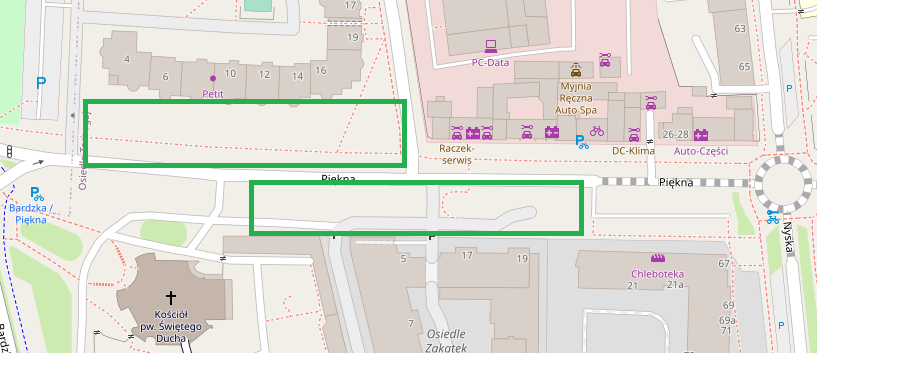 17
19
63
4
6
10
12
14
16
65
PC-Data
P
Petit
Myjnia
Ręczna
Auto Spa
P
26-28
Raczek-
serwis
DC-Klima
Auto-Części
P
8
Piękna
Piękna
P
Bardzka /
Piękna
Nyska
P
P
5
17
19
67
Chleboteka
21
21a
Kościół
pw. Świętego
Ducha
69
69a
71
7
P
Osiedle
Zakątek